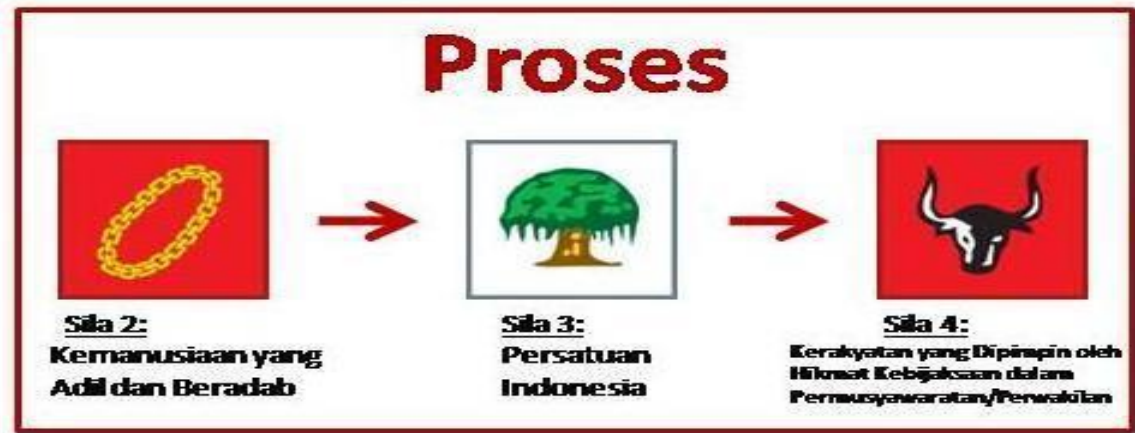 Proses
Sila 2:
Kemanusiaan yang
Adil dan Beradab
Sila 3:
Persatuan
Indonesia
Sila 4:
Kerakyatan yang Dipimpin oleh
Hikmat Kebijaksaan dalam
Permusyawaratan/Perwakilan